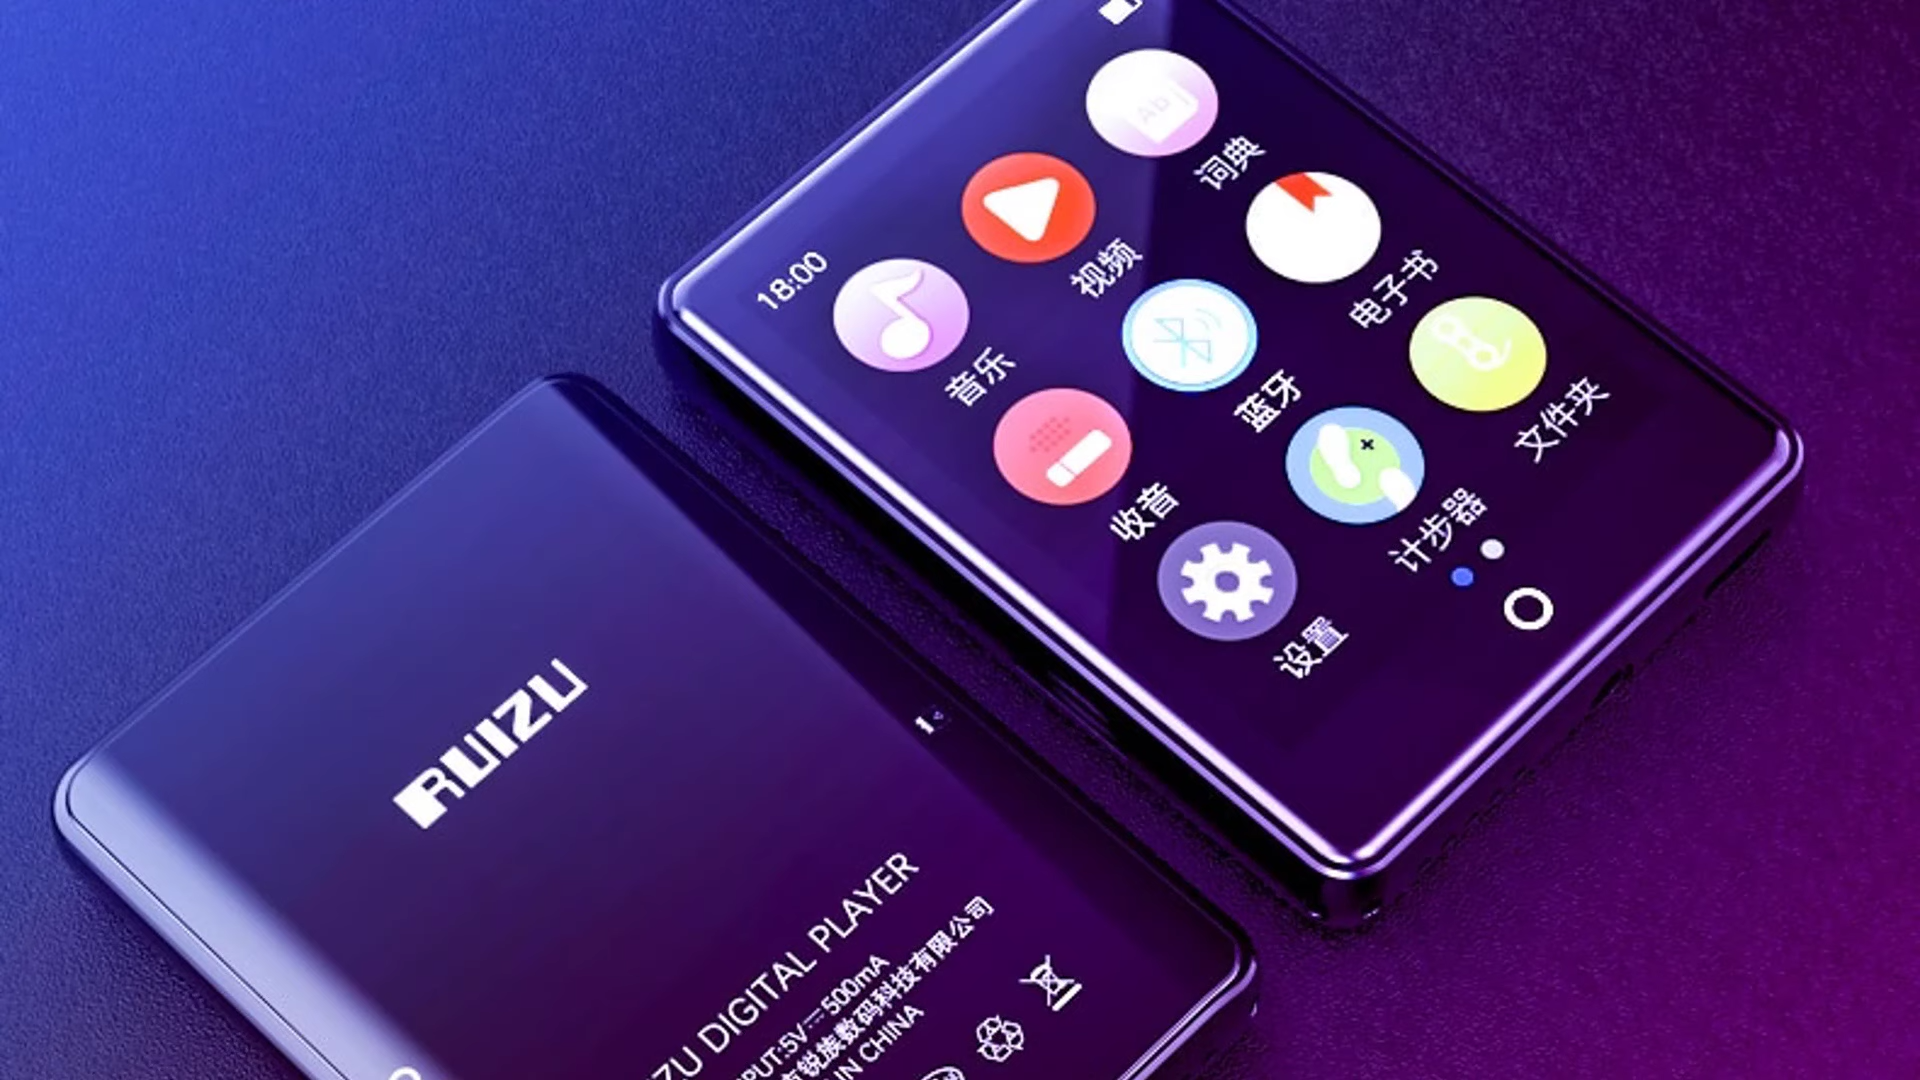 18:00
音乐
视频
词典
收音
蓝牙
电子书
设置
计步器
文件夹
RUIZU
ZU DIGITAL PLAYER
PUT:5V⎓500mA
市锐族数码科技有限公司
IN CHINA